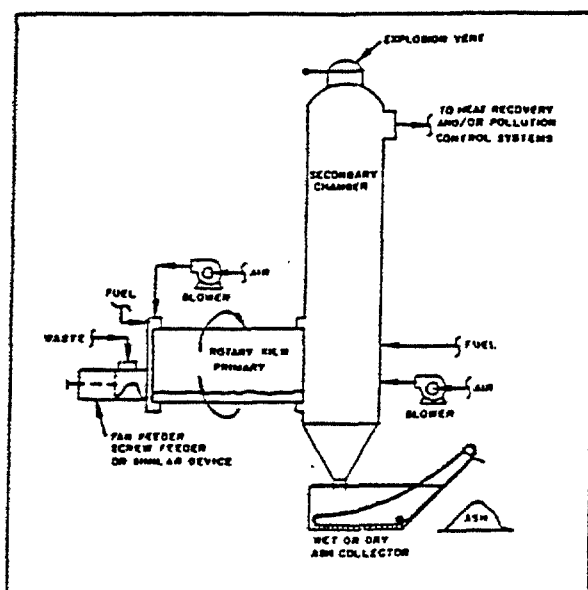 EXPLOSION VENT
TO HEAT RECOVERY
AND/OR POLLUTION
CONTROL SYSTEMS
SECONDARY
CHAMBER
AIR
BLOWER
FUEL
WASTE
ROTARY KILN
PRIMARY
FUEL
AIR
BLOWER
SCREW FEEDER
OR SIMILAR DEVICE
WET OR DRY
ASH COLLECTOR
ASH